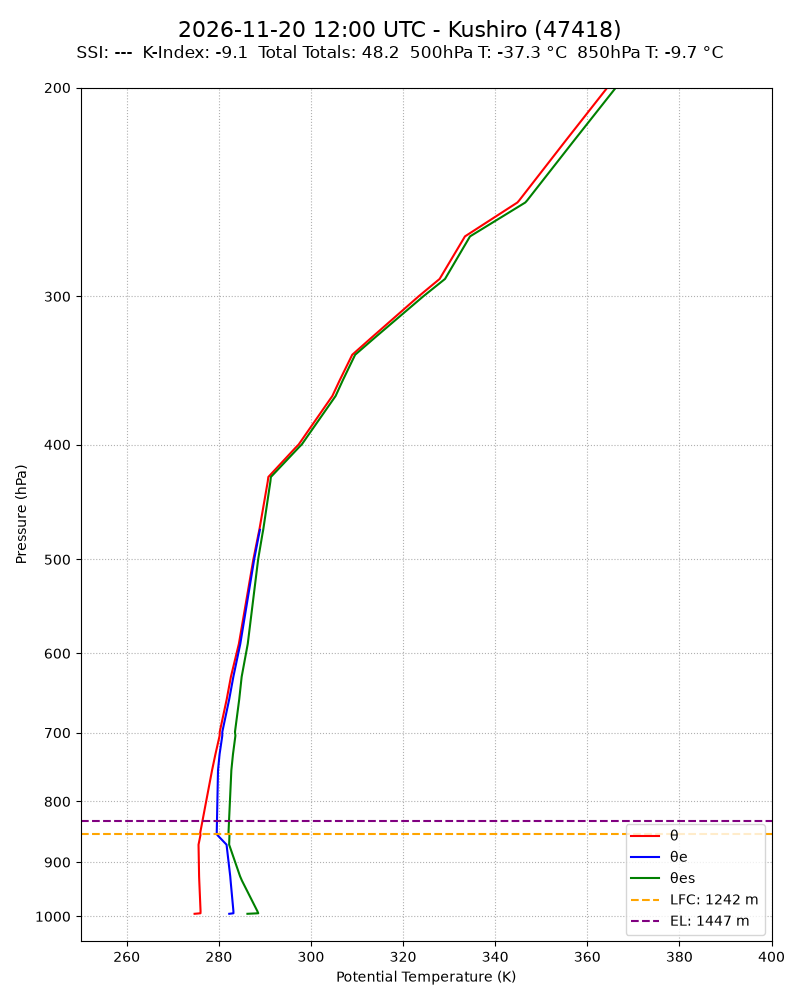 2026-11-20 12:00 UTC - Kushiro (47418)
SSI: --- K-Index: -9.1 Total Totals: 48.2 500hPa T: -37.3 °C 850hPa T: -9.7 °C
200
300
400
500
600
700
800
900
1000
Pressure (hPa)
θ
θe
θes
LFC: 1242 m
EL: 1447 m
260 280 300 320 340 360 380 400
Potential Temperature (K)